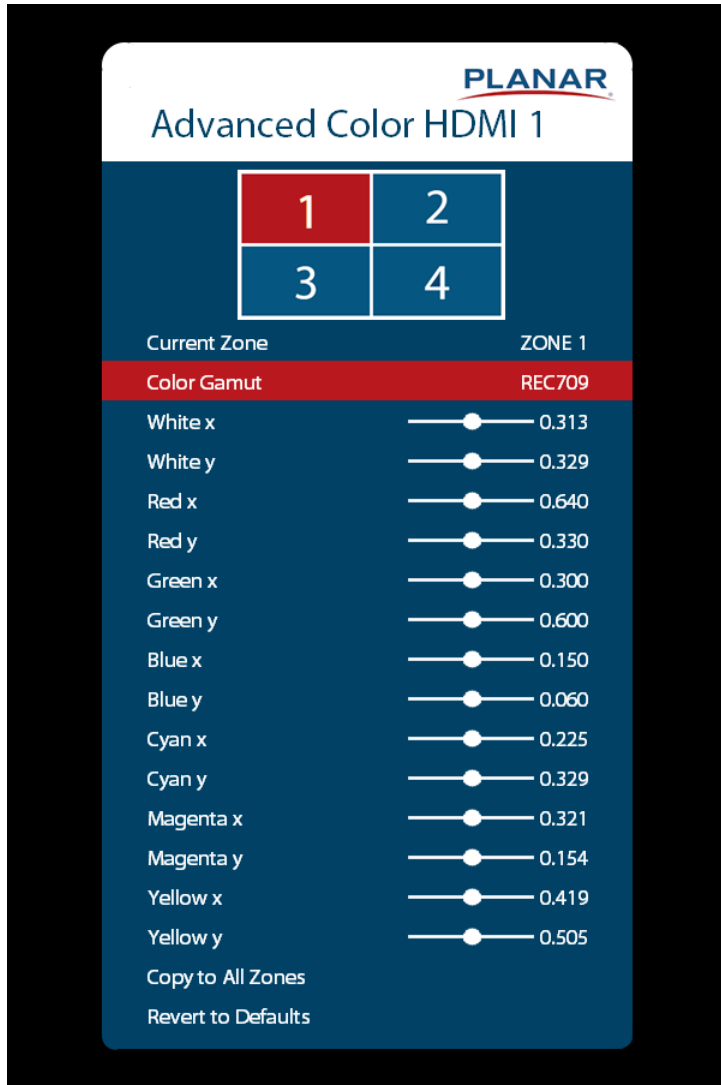 PLANAR
Advanced Color HDMI 1
1 2
3 4
Current Zone ZONE 1
Color Gamut REC709
White x 0.313
White y 0.329
Red x 0.640
Red y 0.330
Green x 0.300
Green y 0.600
Blue x 0.150
Blue y 0.060
Cyan x 0.225
Cyan y 0.329
Magenta x 0.321
Magenta y 0.154
Yellow x 0.419
Yellow y 0.505
Copy to All Zones
Revert to Defaults